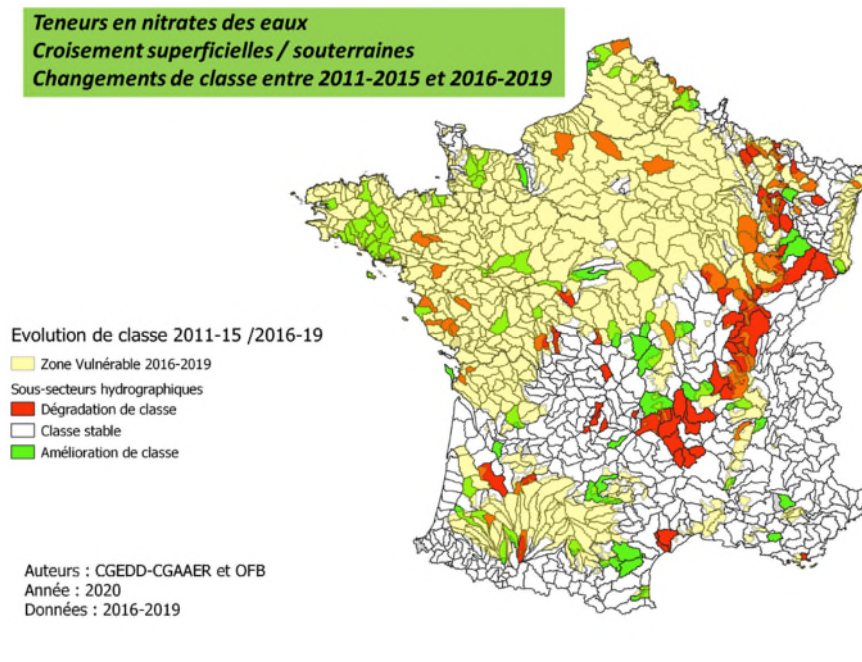 Teneurs en nitrates des eaux
Croisement superficielles / souterraines
Changements de classe entre 2011-2015 et 2016-2019
Evolution de classe 2011-15 /2016-19
Zone Vulnérable 2016-2019
Sous-secteurs hydrographiques
Dégradation de classe
Classe stable
Amélioration de classe
Auteurs : CGEDD-CGAAER et OFB
Année : 2020
Données : 2016-2019